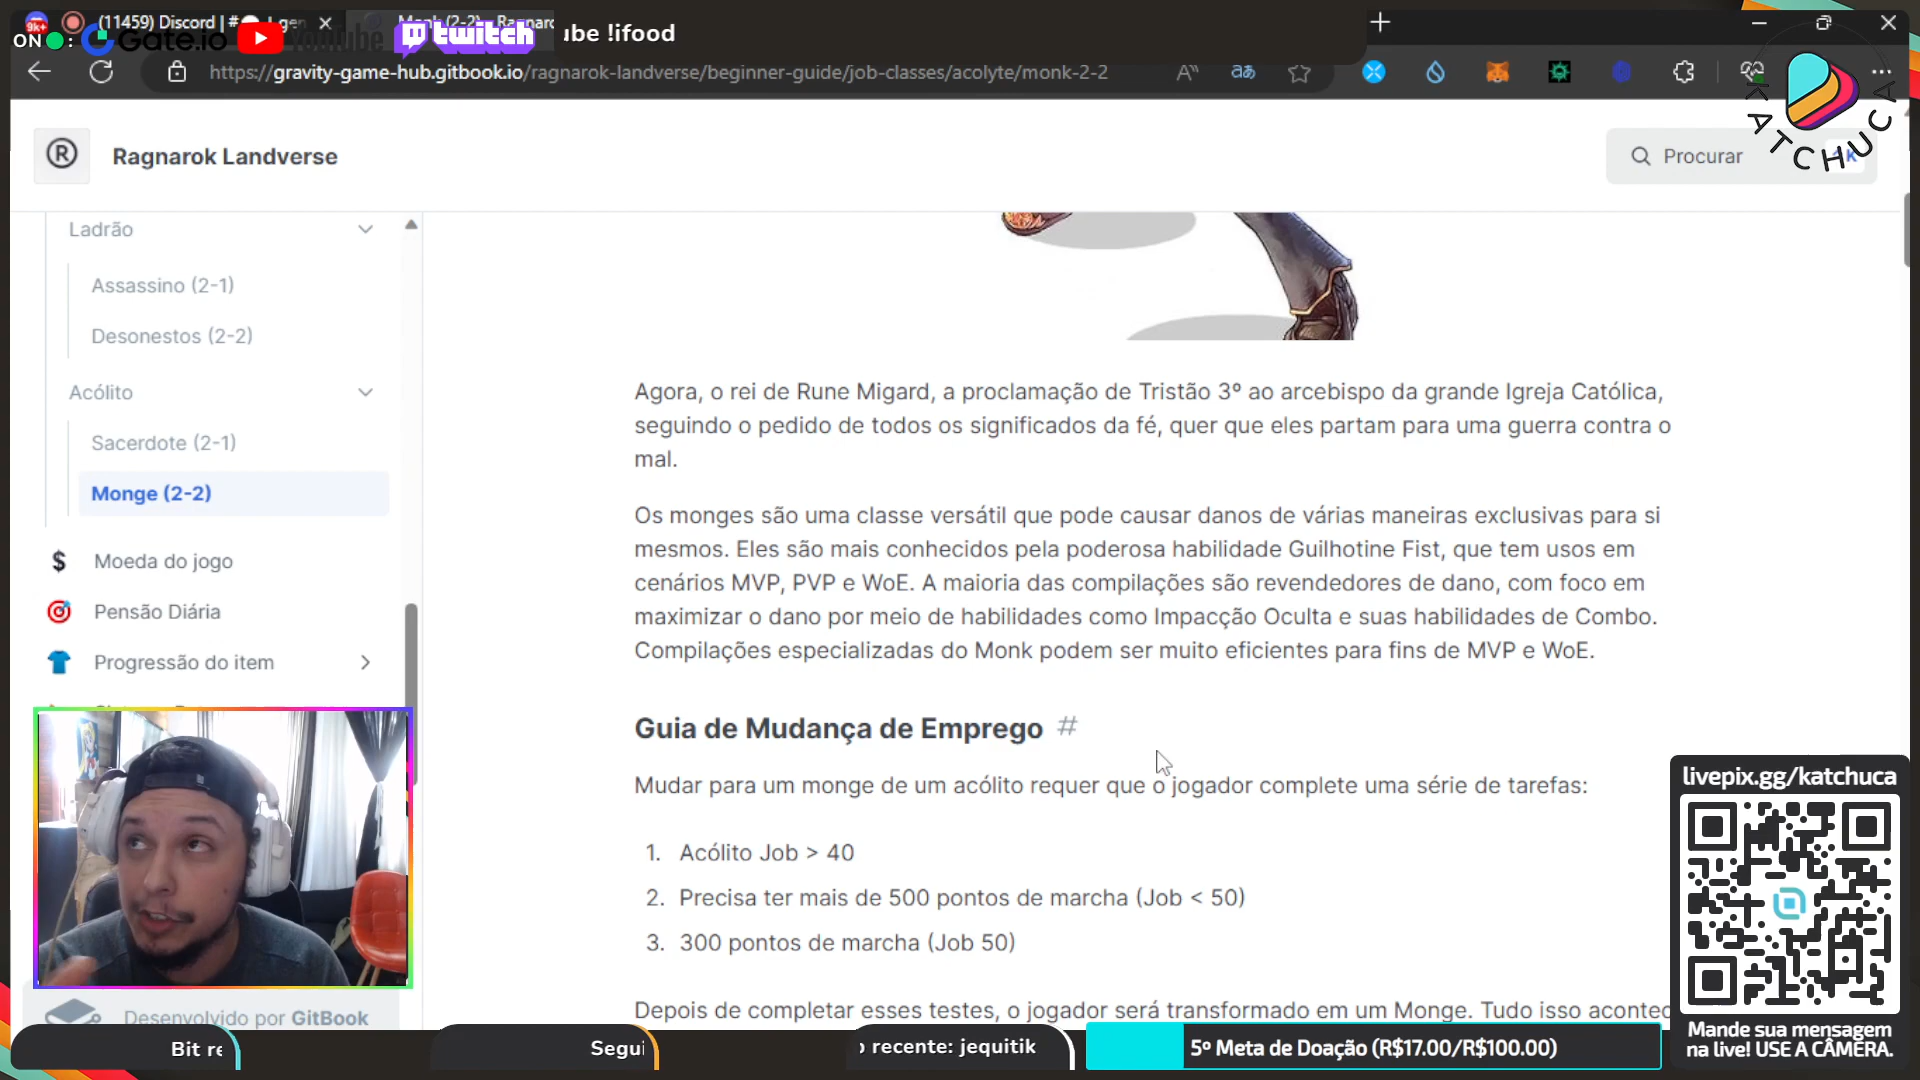 (11459) Discord | #
ON
Gate.io
YouTube
twitch
ube !ifood
https://gravity-game-hub.gitbook.io/ragnarok-landverse/beginner-guide/job-classes/acolyte/monk-2-2
KATCHUCA
Ragnarok Landverse
Procurar
Ladrão
Assassino (2-1)
Desonestos (2-2)
Acólito
Sacerdote (2-1)
Monge (2-2)
Moeda do jogo
Pensão Diária
Progressão do item
Desenvolvido por GitBook
Agora, o rei de Rune Migard, a proclamação de Tristão 3º ao arcebispo da grande Igreja Católica,
seguindo o pedido de todos os significados da fé, quer que eles partam para uma guerra contra o
mal.
Os monges são uma classe versátil que pode causar danos de várias maneiras exclusivas para si
mesmos. Eles são mais conhecidos pela poderosa habilidade Guilhotine Fist, que tem usos em
cenários MVP, PVP e WoE. A maioria das compilações são revendedores de dano, com foco em
maximizar o dano por meio de habilidades como Impacção Oculta e suas habilidades de Combo.
Compilações especializadas do Monk podem ser muito eficientes para fins de MVP e WoE.
Guia de Mudança de Emprego #
Mudar para um monge de um acólito requer que o jogador complete uma série de tarefas:
1. Acólito Job > 40
2. Precisa ter mais de 500 pontos de marcha (Job < 50)
3. 300 pontos de marcha (Job 50)
Depois de completar esses testes, o jogador será transformado em um Monge. Tudo isso acontec
livepix.gg/katchuca
Mande sua mensagem
na live! USE A CÂMERA.
Bit re
Segui
o recente: jequitik
5º Meta de Doação (R$17.00/R$100.00)